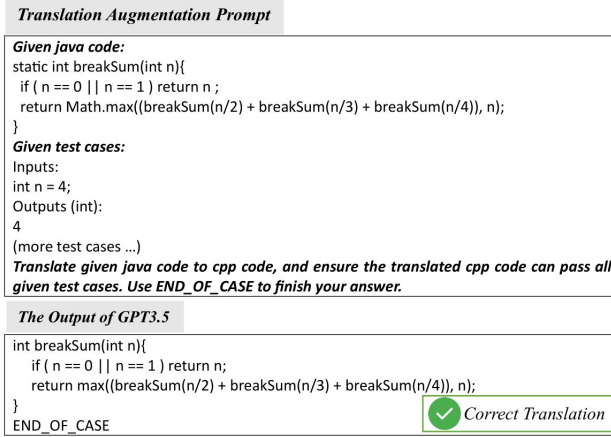 Translation Augmentation Prompt
Given java code:
static int breakSum(int n){
if ( n == 0 || n == 1 ) return n ;
return Math.max((breakSum(n/2) + breakSum(n/3) + breakSum(n/4)), n);
}
Given test cases:
Inputs:
int n = 4;
Outputs (int):
4
(more test cases …)
Translate given java code to cpp code, and ensure the translated cpp code can pass all
given test cases. Use END_OF_CASE to finish your answer.
The Output of GPT3.5
int breakSum(int n){
if ( n == 0 || n == 1 ) return n;
return max((breakSum(n/2) + breakSum(n/3) + breakSum(n/4)), n);
}
END_OF_CASE
Correct Translation